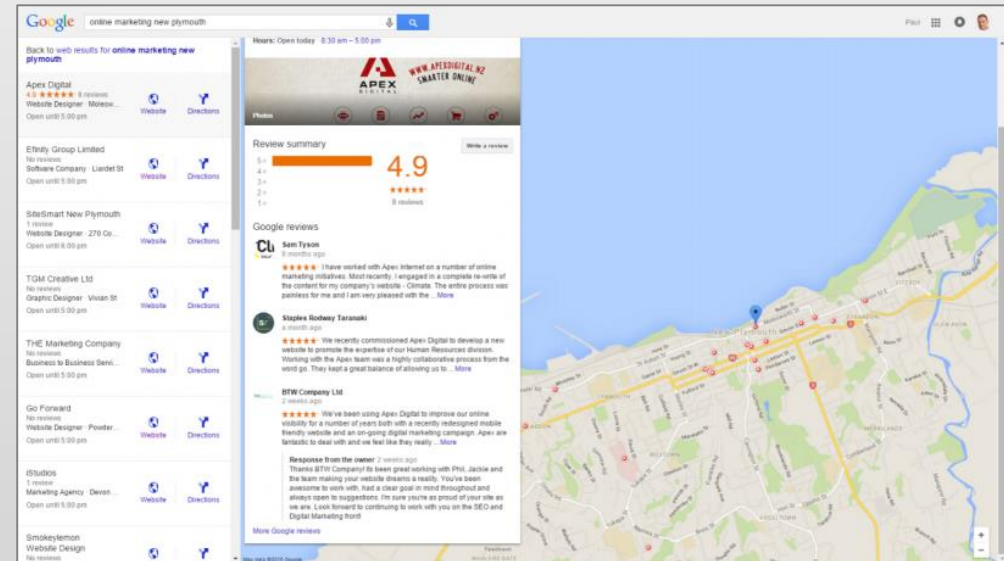 Google
online marketing new plymouth
Paul
Back to web results for online marketing new
plymouth
Apex Digital
4.9 ★★★★★ 8 reviews
Website Designer · Molesw...
Open until 5:00 pm
Website
Directions
Efinity Group Limited
No reviews
Software Company · Liardet St
Open until 5:00 pm
Website
Directions
SiteSmart New Plymouth
1 review
Website Designer · 270 Co...
Open until 8:00 pm
Website
Directions
TGM Creative Ltd
No reviews
Graphic Designer · Vivian St
Open until 5:00 pm
Website
Directions
THE Marketing Company
No reviews
Business to Business Servi...
Open until 5:00 pm
Website
Directions
Go Forward
No reviews
Website Designer · Powder...
Open until 5:00 pm
Website
Directions
iStudios
1 review
Marketing Agency · Devon ...
Open until 5:00 pm
Website
Directions
Smokeylemon
Website Design
No reviews
Website
Directions
Hours: Open today · 8:30 am – 5:00 pm
APEX
DIGITAL
WWW.APEXDIGITAL.NZ
SMARTER ONLINE
Photos
Review summary
Write a review
5
4
3
2
1
4.9
★★★★★
8 reviews
Google reviews
Sam Tyson
8 months ago
★★★★★ I have worked with Apex Internet on a number of online
marketing initiatives. Most recently, I engaged in a complete re-write of
the content for my company's website - Climate. The entire process was
painless for me and I am very pleased with the ... More
Staples Rodway Taranaki
a month ago
★★★★★ We recently commissioned Apex Digital to develop a new
website to promote the expertise of our Human Resources division.
Working with the Apex team was a highly collaborative process from the
word go. They kept a great balance of allowing us to ... More
BTW Company Ltd
2 weeks ago
★★★★★ We've been using Apex Digital to improve our online
visibility for a number of years both with a recently redesigned mobile
friendly website and an on-going digital marketing campaign. Apex are
fantastic to deal with and we feel like they really ... More
Response from the owner 2 weeks ago
Thanks BTW Company! Its been great working with Phil, Jackie and
the team making your website dreams a reality. You've been
awesome to work with, had a clear goal in mind throughout and
always open to suggestions. I'm sure you're as proud of your site as
we are. Look forward to continuing to work with you on the SEO and
Digital Marketing front!
More Google reviews
New Plymouth